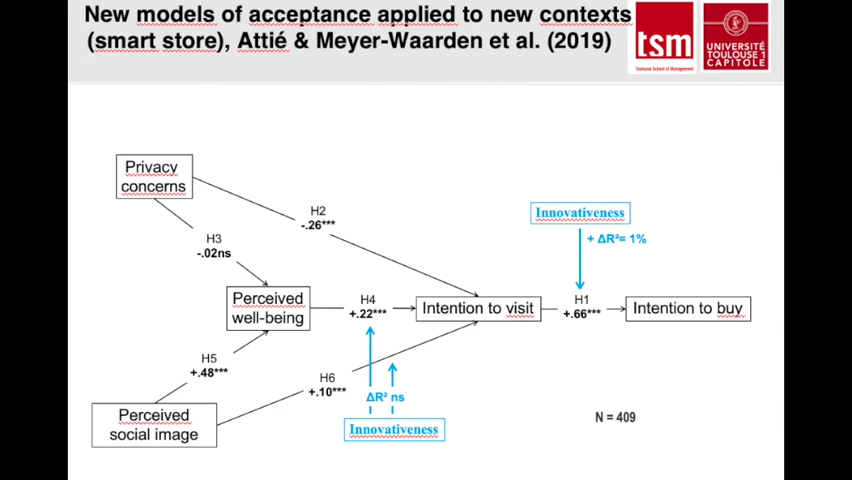 New models of acceptance applied to new contexts
(smart store), Attié & Meyer-Waarden et al. (2019)
tsm
Toulouse School of Management
UNIVERSITÉ
TOULOUSE 1
CAPITOLE
Privacy
concerns
H2
-.26***
Innovativeness
+ ΔR²= 1%
H3
-.02ns
Perceived
well-being
H4
+.22***
Intention to visit
H1
+.66***
Intention to buy
H5
+.48***
H6
+.10***
ΔR² ns
Perceived
social image
Innovativeness
N = 409